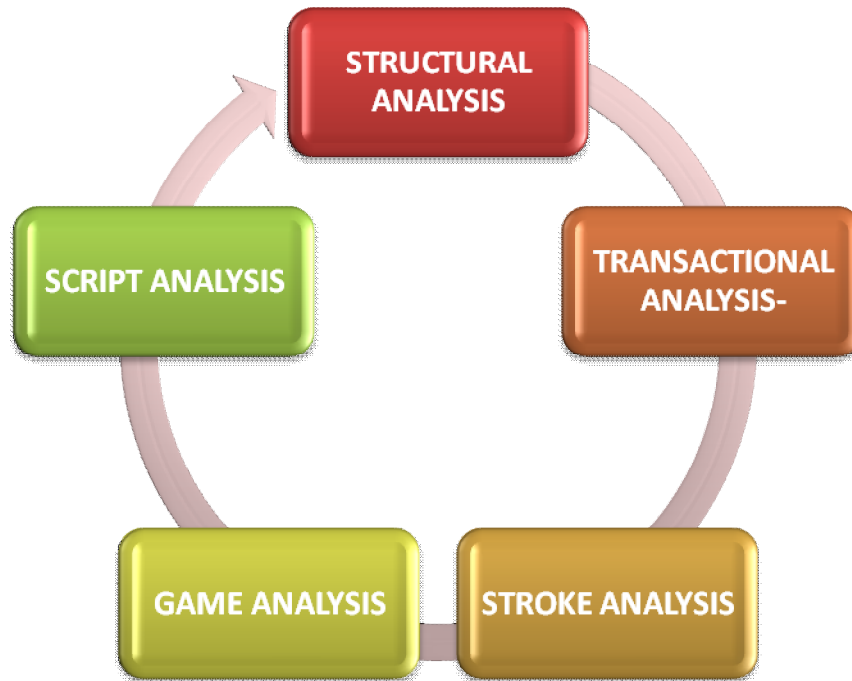 STRUCTURAL
ANALYSIS
TRANSACTIONAL
ANALYSIS-
STROKE ANALYSIS
GAME ANALYSIS
SCRIPT ANALYSIS